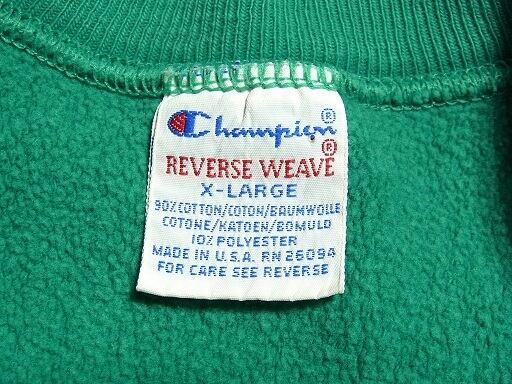 Champion®
REVERSE WEAVE®
X-LARGE
90% COTTON/COTON/BAUMWOLLE
COTONE/KATOEN/BOMULD
10% POLYESTER
MADE IN U.S.A. RN 26094
FOR CARE SEE REVERSE